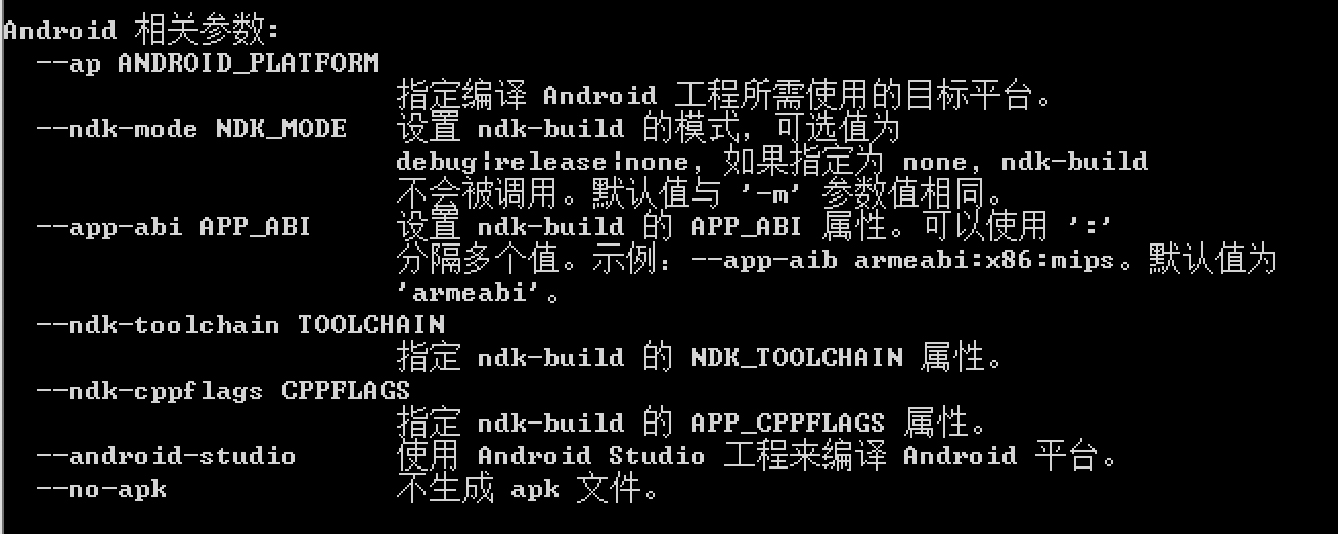 Android 相关参数:
--ap ANDROID_PLATFORM
指定编译 Android 工程所需使用的目标平台。
--ndk-mode NDK_MODE 设置 ndk-build 的模式，可选值为
debug|release|none, 如果指定为 none, ndk-build
不会被调用。默认值与 '-m' 参数值相同。
--app-abi APP_ABI 设置 ndk-build 的 APP_ABI 属性。可以使用 ':'
分隔多个值。示例：--app-aib armeabi:x86:mips。默认值为
'armeabi'。
--ndk-toolchain TOOLCHAIN
指定 ndk-build 的 NDK_TOOLCHAIN 属性。
--ndk-cppflags CPPFLAGS
指定 ndk-build 的 APP_CPPFLAGS 属性。
--android-studio 使用 Android Studio 工程来编译 Android 平台。
--no-apk 不生成 apk 文件。